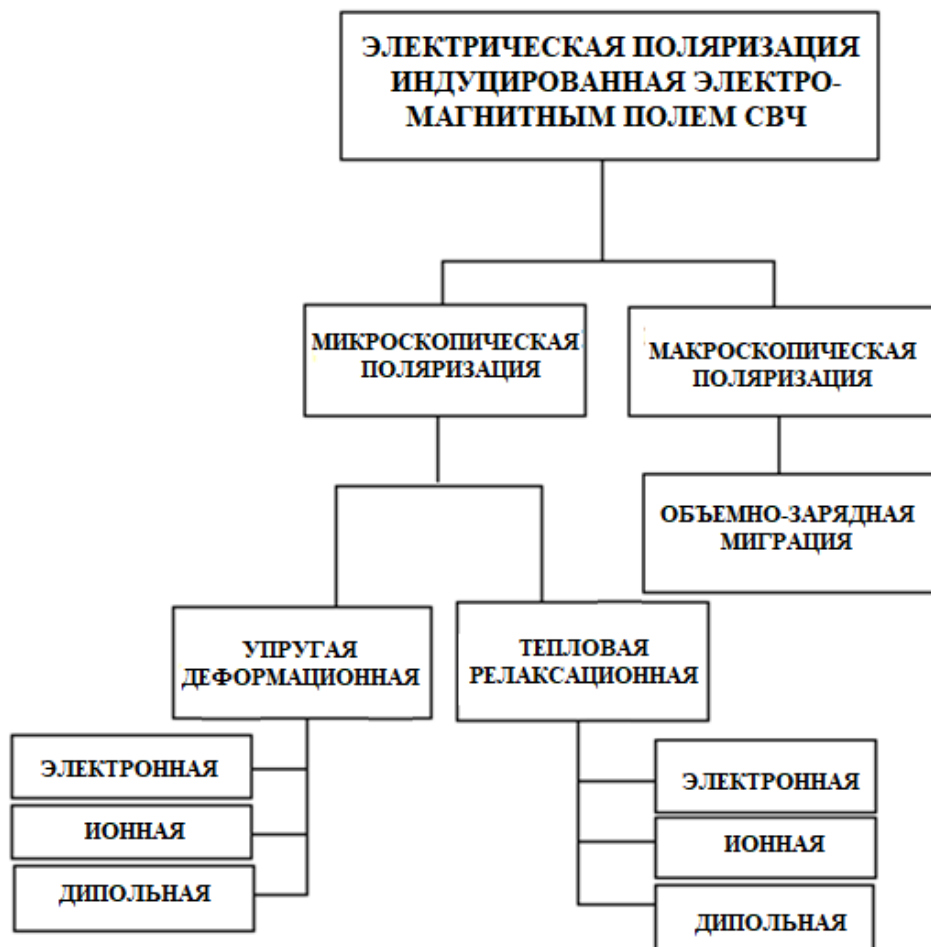 ЭЛЕКТРИЧЕСКАЯ ПОЛЯРИЗАЦИЯ
ИНДУЦИРОВАННАЯ ЭЛЕКТРО-
МАГНИТНЫМ ПОЛЕМ СВЧ
МИКРОСКОПИЧЕСКАЯ
ПОЛЯРИЗАЦИЯ
МАКРОСКОПИЧЕСКАЯ
ПОЛЯРИЗАЦИЯ
ОБЪЕМНО-ЗАРЯДНАЯ
МИГРАЦИЯ
УПРУГАЯ
ДЕФОРМАЦИОННАЯ
ТЕПЛОВАЯ
РЕЛАКСАЦИОННАЯ
ЭЛЕКТРОННАЯ
ИОННАЯ
ДИПОЛЬНАЯ
ЭЛЕКТРОННАЯ
ИОННАЯ
ДИПОЛЬНАЯ